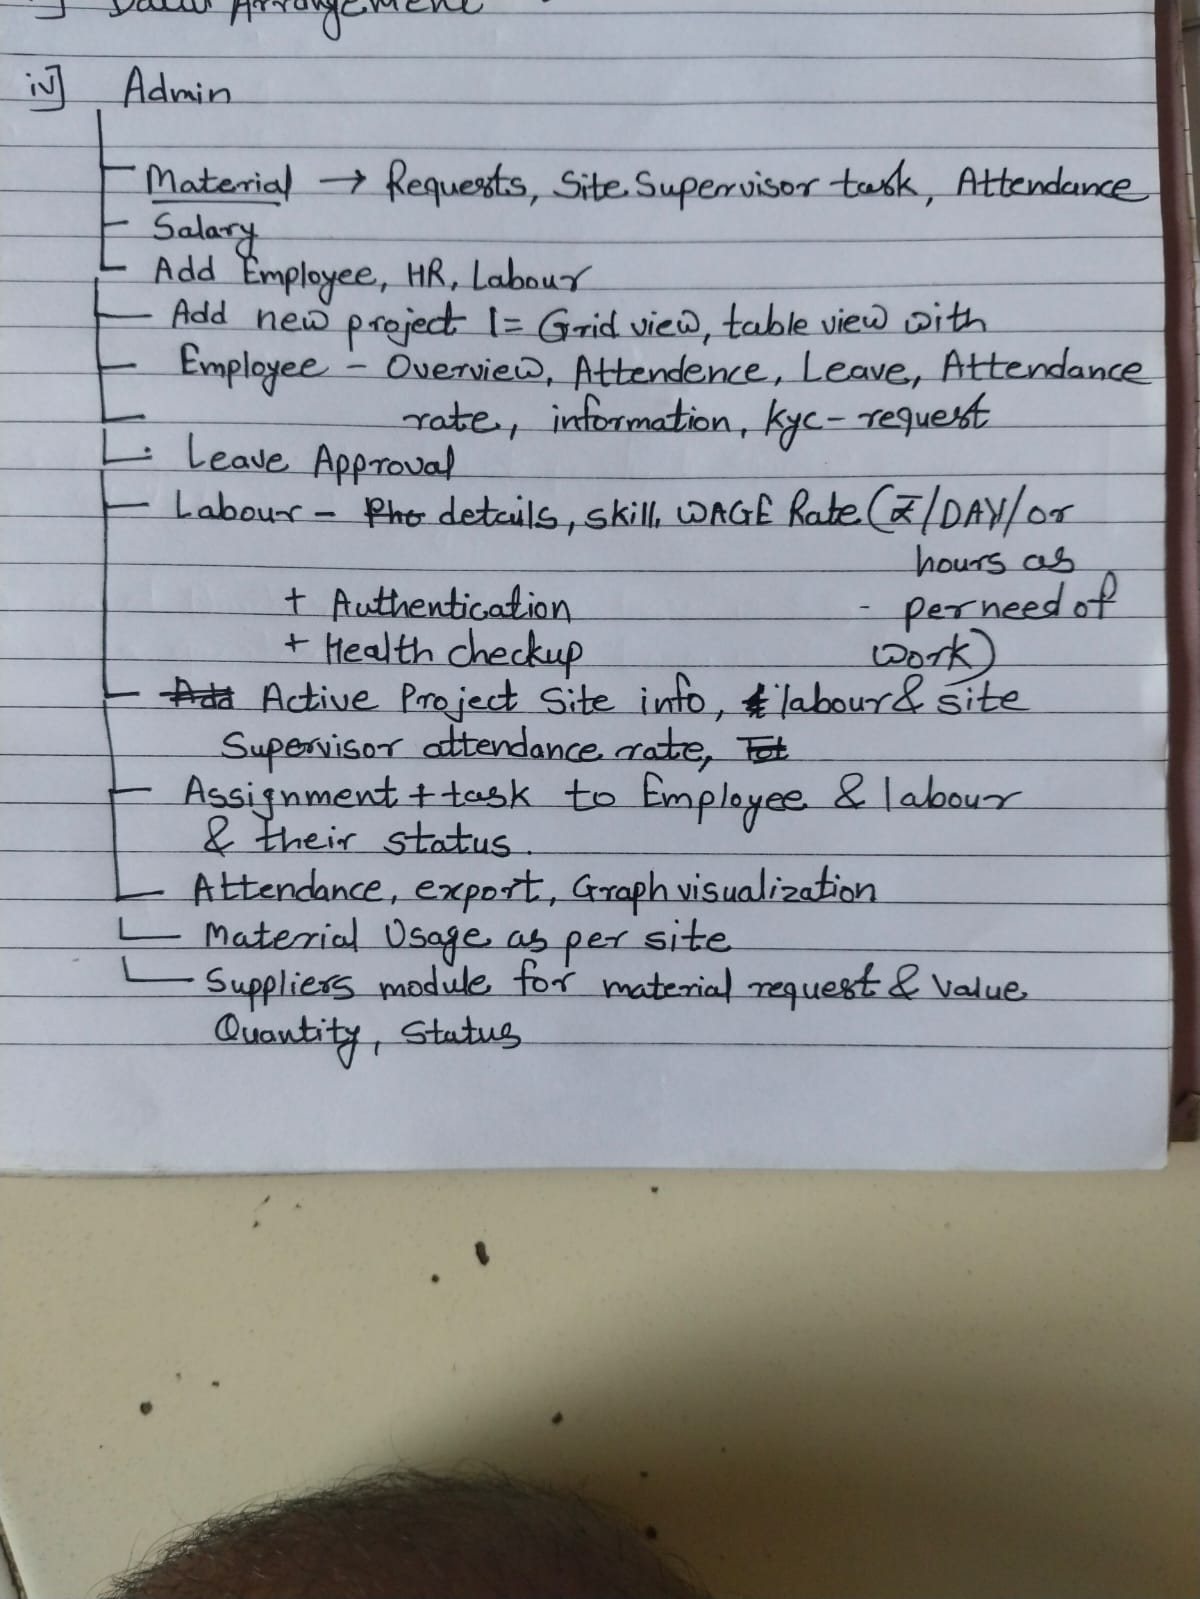 Arrangement
iv] Admin
Material → Requests, Site Supervisor task, Attendance
Salary
Add Employee, HR, Labour
Add new project 1= Grid view, table view with
Employee - Overview, Attendence, Leave, Attendance
rate, information, kyc-request
Leave Approval
Labour - details, skill, WAGE Rate (₹/DAY/or
hours as
+ Authentication - per need of
+ Health checkup work)
Active Project Site info, labour & site
Supervisor attendance rate,
Assignment + task to Employee & labour
& their status.
Attendance, export, Graph visualization
Material Usage as per site
Suppliers module for material request & Value
Quantity, Status